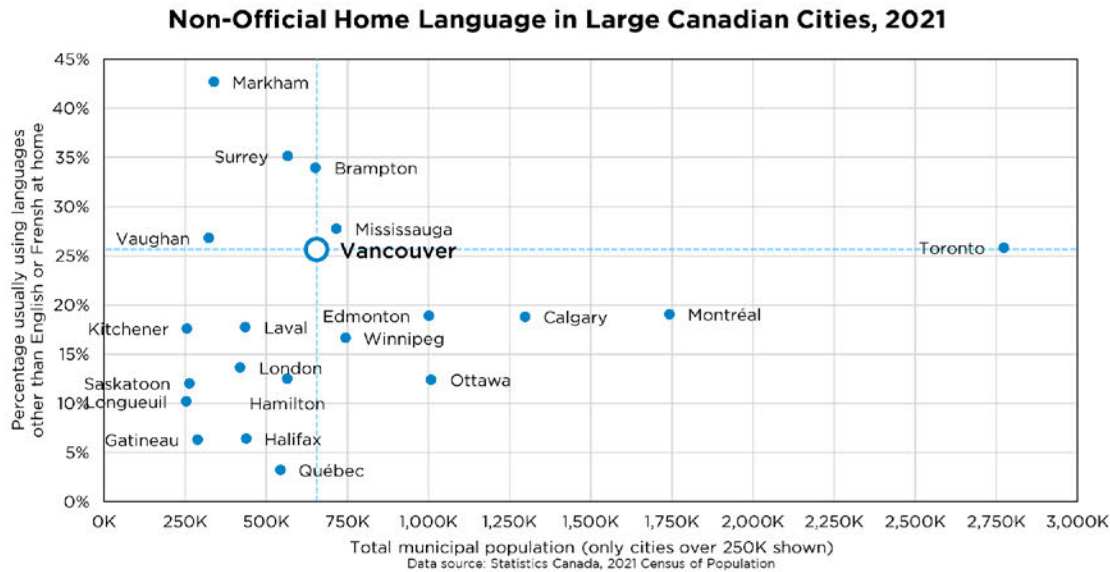 Non-Official Home Language in Large Canadian Cities, 2021
Percentage usually using languages
other than English or Frensh at home
45%
40%
35%
30%
25%
20%
15%
10%
5%
0%
Markham
Surrey
Brampton
Vaughan
Mississauga
Vancouver
Toronto
Kitchener
Laval
Edmonton
Calgary
Montréal
Winnipeg
London
Saskatoon
Ottawa
Longueuil
Hamilton
Gatineau
Halifax
Québec
0K 250K 500K 750K 1,000K 1,250K 1,500K 1,750K 2,000K 2,250K 2,500K 2,750K 3,000K
Total municipal population (only cities over 250K shown)
Data source: Statistics Canada, 2021 Census of Population